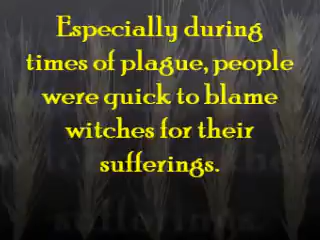 Especially during
times of plague, people
were quick to blame
witches for their
sufferings.